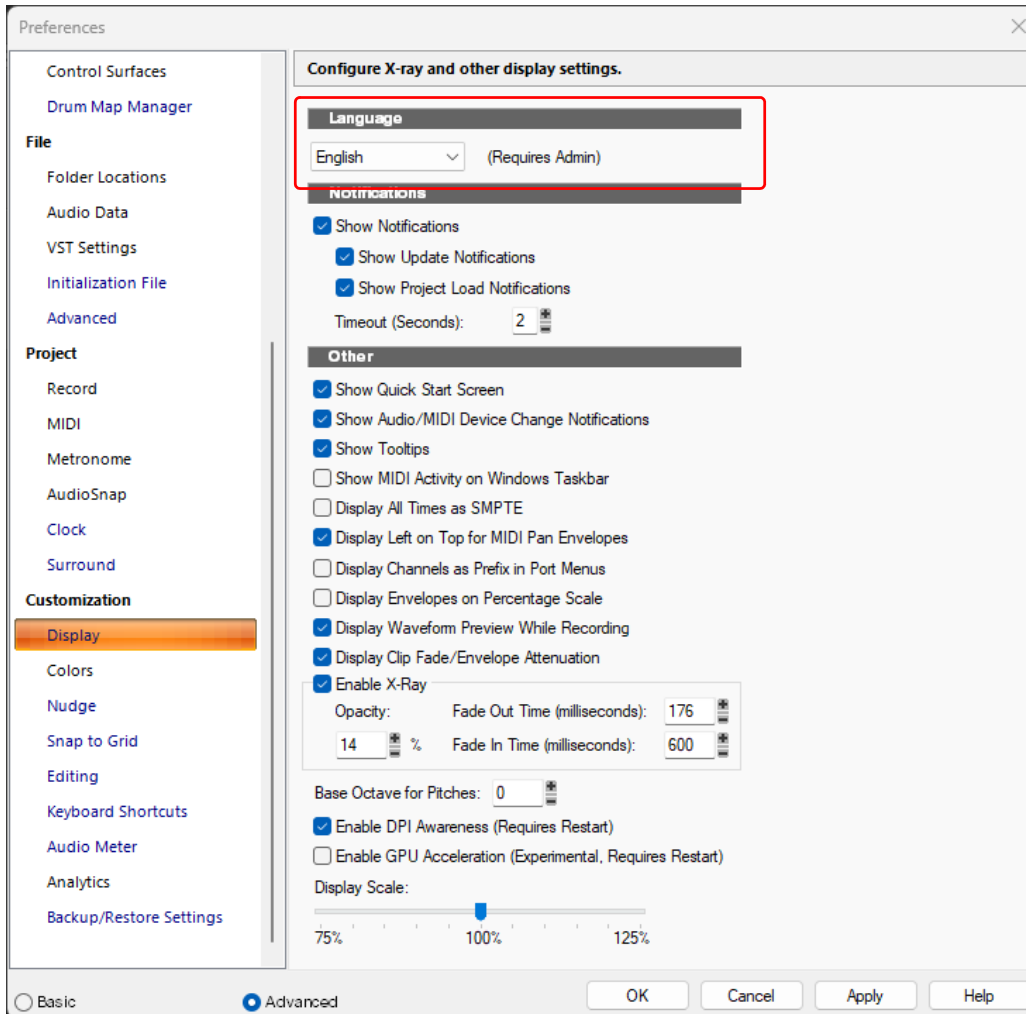 Preferences
Control Surfaces
Drum Map Manager
File
Folder Locations
Audio Data
VST Settings
Initialization File
Advanced
Project
Record
MIDI
Metronome
AudioSnap
Clock
Surround
Customization
Display
Colors
Nudge
Snap to Grid
Editing
Keyboard Shortcuts
Audio Meter
Analytics
Backup/Restore Settings
Configure X-ray and other display settings.
Language
English (Requires Admin)
Notifications
Show Notifications
Show Update Notifications
Show Project Load Notifications
Timeout (Seconds): 2
Other
Show Quick Start Screen
Show Audio/MIDI Device Change Notifications
Show Tooltips
Show MIDI Activity on Windows Taskbar
Display All Times as SMPTE
Display Left on Top for MIDI Pan Envelopes
Display Channels as Prefix in Port Menus
Display Envelopes on Percentage Scale
Display Waveform Preview While Recording
Display Clip Fade/Envelope Attenuation
Enable X-Ray
Opacity: Fade Out Time (milliseconds): 176
14 % Fade In Time (milliseconds): 600
Base Octave for Pitches: 0
Enable DPI Awareness (Requires Restart)
Enable GPU Acceleration (Experimental, Requires Restart)
Display Scale:
75% 100% 125%
Basic Advanced OK Cancel Apply Help